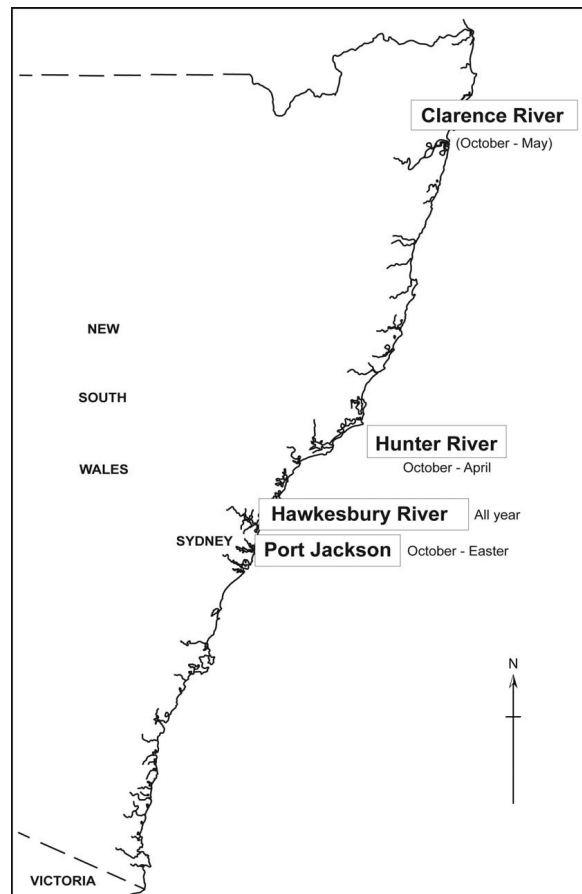 Clarence River
(October - May)
NEW
SOUTH
Hunter River
WALES
October - April
Hawkesbury River All year
SYDNEY
Port Jackson October - Easter
N
VICTORIA